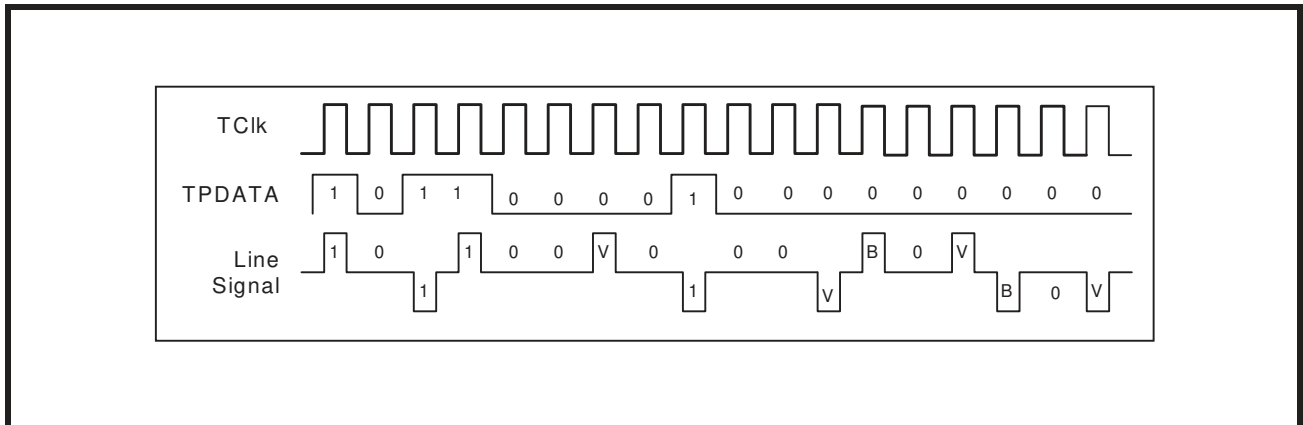 TClk
TPDATA 1 0 1 1 0 0 0 0 1 0 0 0 0 0 0 0 0 0
Line Signal 1 0 1 1 0 0 V 0 1 0 0 V B 0 V B 0 V